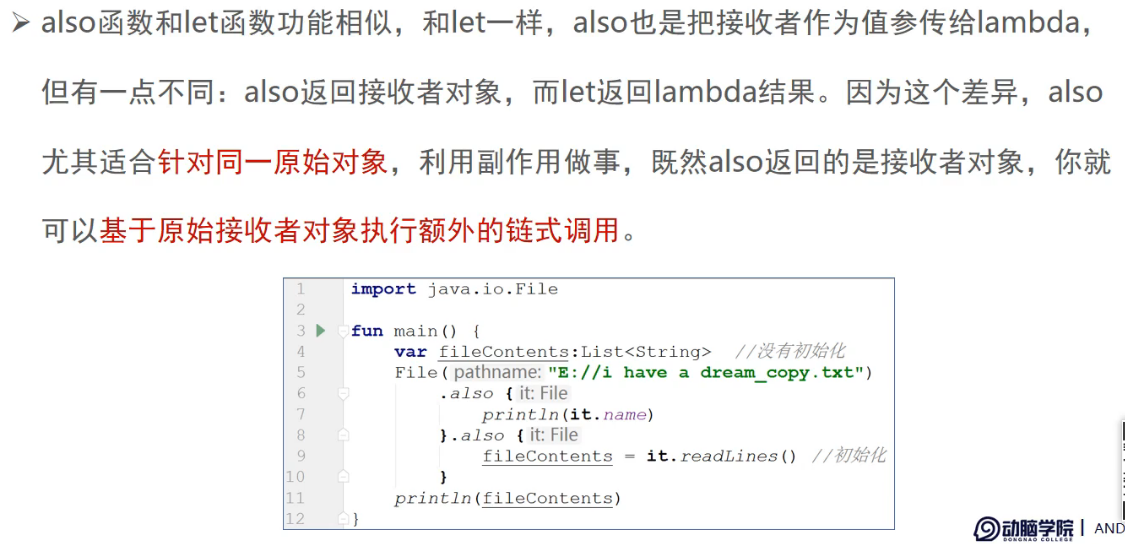 ➢ also函数和let函数功能相似，和let一样，also也是把接收者作为值参传给lambda，
但有一点不同：also返回接收者对象，而let返回lambda结果。因为这个差异，also
尤其适合针对同一原始对象，利用副作用做事，既然also返回的是接收者对象，你就
可以基于原始接收者对象执行额外的链式调用。
1 import java.io.File
2
3 fun main() {
4 var fileContents:List<String> //没有初始化
5 File( pathname: "E://i have a dream_copy.txt")
6 .also { it: File
7 println(it.name)
8 }.also { it: File
9 fileContents = it.readLines() //初始化
10 }
11 println(fileContents)
12 }
动脑学院 | AND
DONGNAO COLLEGE